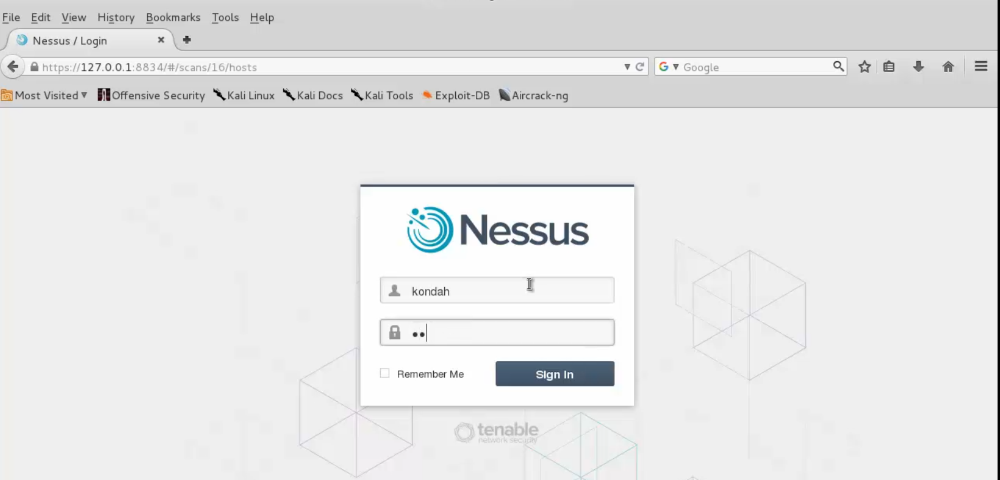 File Edit View History Bookmarks Tools Help
Nessus / Login
https://127.0.0.1:8834/#/scans/16/hosts
Google
Most Visited Offensive Security Kali Linux Kali Docs Kali Tools Exploit-DB Aircrack-ng
Nessus
kondah
••
Remember Me Sign In
tenable
network security